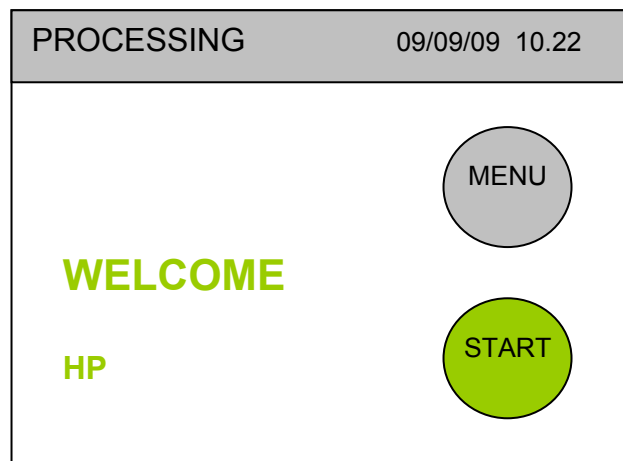 PROCESSING 09/09/09 10.22
MENU
WELCOME
START
HP